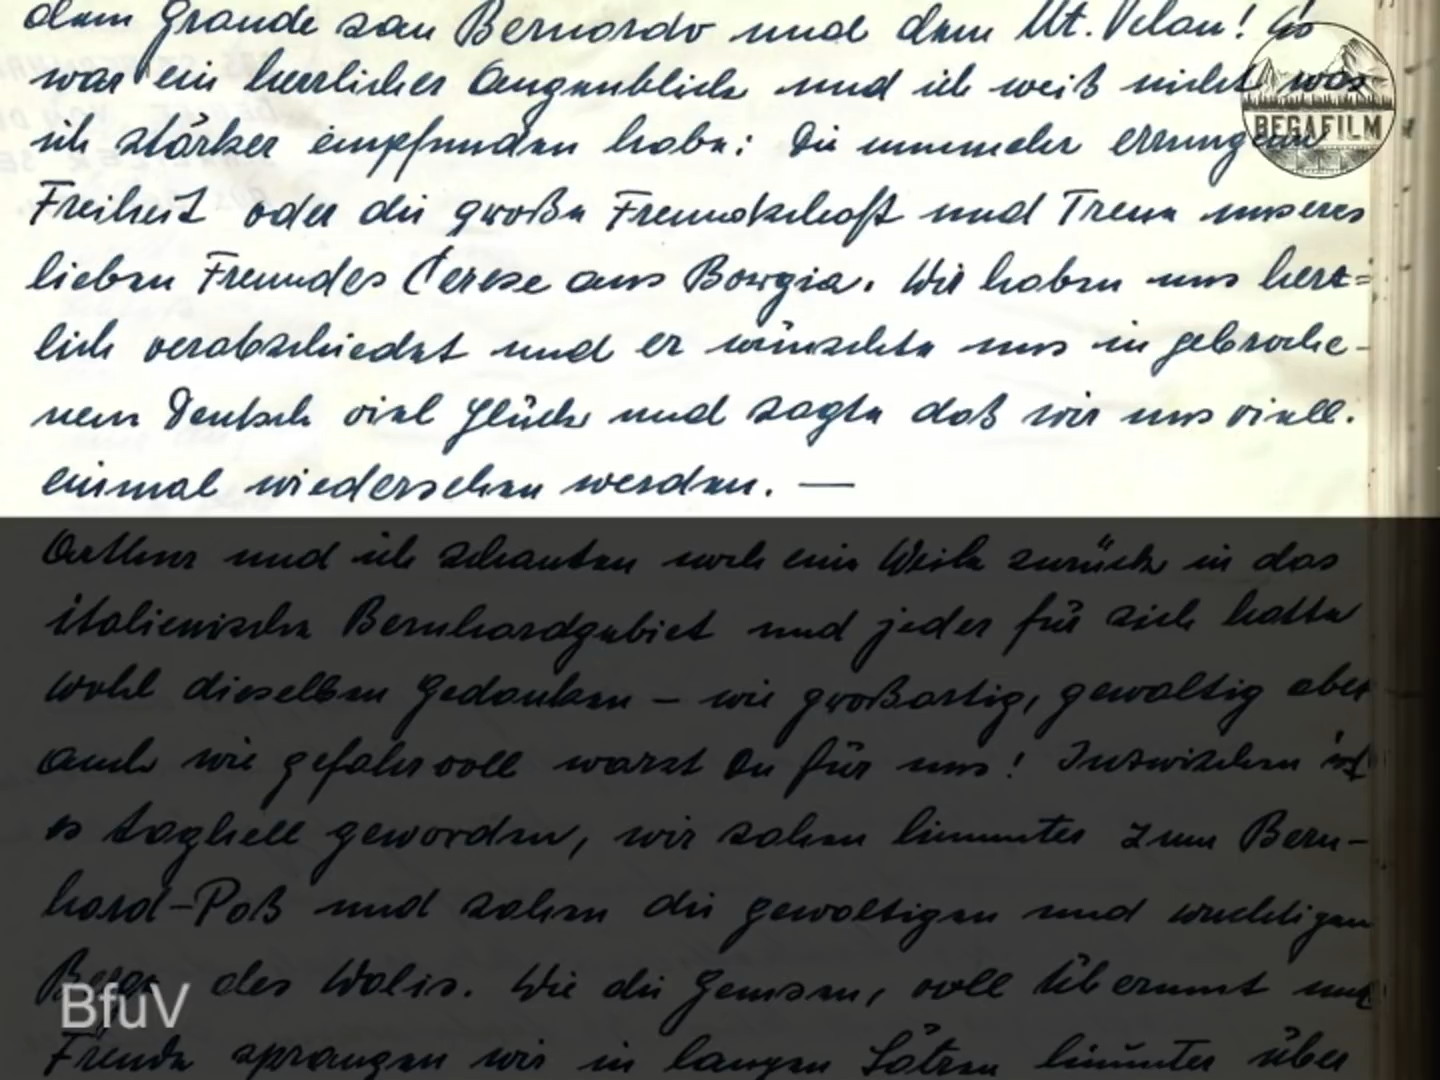 dem Grande san Bernardo und dem Mt. Velan! Es
war ein herrlicher Augenblick und ich weiß nicht was
ich stärker empfunden habe: Die nunmehr errungene
Freiheit oder die große Freundschaft und Treue unseres
lieben Freundes Cerese aus Borgia. Wir haben uns herz=
lich verabschiedet und er wünschte uns in gebroche-
nem Deutsch viel Glück und sagte daß wir uns viell.
einmal wiedersehen werden. —
Arthur und ich schauten noch eine Weile zurück in das
italienische Bernhardgebiet und jeder für sich hatte
wohl dieselben Gedanken – wie großartig, gewaltig aber
auch wie gefahrvoll warst Du für uns! Inzwischen ist
es taghell geworden, wir sahen hinunter zum Bern-
hard-Paß und sahen die gewaltigen und wuchtigen
Berge des Walis. Wie die Gemsen, voll Übermut und
Freude sprangen wir in langen Sätzen hinunter über
BEGAFILM
BfuV